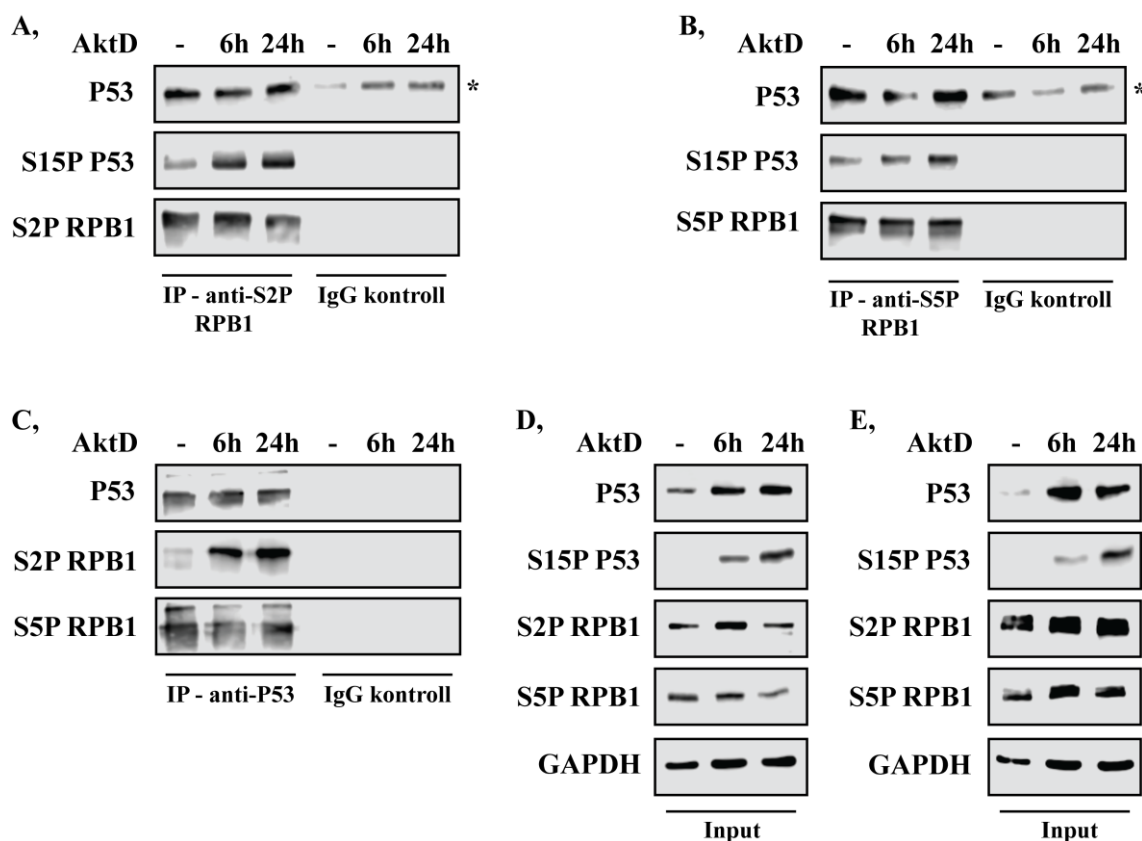 A,
AktD - 6h 24h - 6h 24h
P53 *
S15P P53
S2P RPB1
IP - anti-S2P
RPB1
IgG kontroll
B,
AktD - 6h 24h - 6h 24h
P53 *
S15P P53
S5P RPB1
IP - anti-S5P
RPB1
IgG kontroll
C,
AktD - 6h 24h - 6h 24h
P53
S2P RPB1
S5P RPB1
IP - anti-P53 IgG kontroll
D,
AktD - 6h 24h
P53
S15P P53
S2P RPB1
S5P RPB1
GAPDH
Input
E,
AktD - 6h 24h
P53
S15P P53
S2P RPB1
S5P RPB1
GAPDH
Input